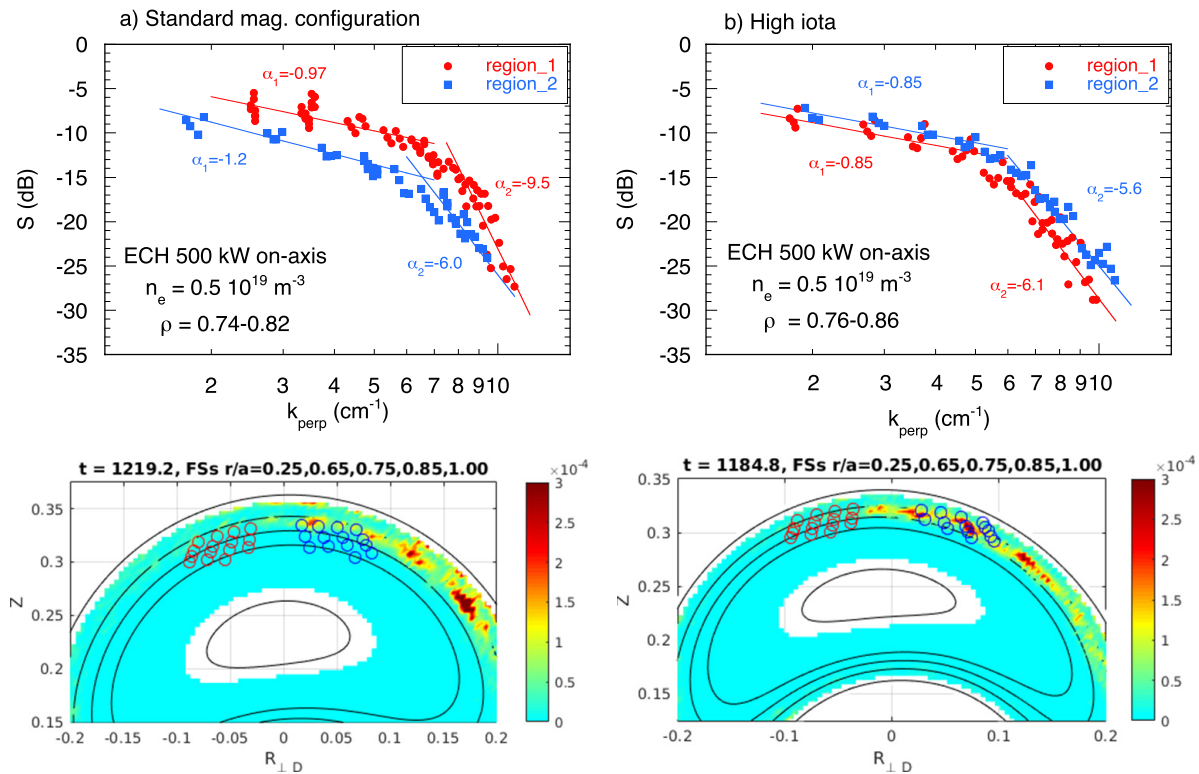 a) Standard mag. configuration
b) High iota
0
-5
-10
-15
-20
-25
-30
-35
S (dB)
region_1
region_2
α1=-0.97
α1=-1.2
α2=-9.5
α2=-6.0
ECH 500 kW on-axis
ne = 0.5 10^19 m^-3
ρ = 0.74-0.82
2 3 4 5 6 7 8 9 10
kperp (cm^-1)
0
-5
-10
-15
-20
-25
-30
-35
S (dB)
region_1
region_2
α1=-0.85
α1=-0.85
α2=-5.6
α2=-6.1
ECH 500 kW on-axis
ne = 0.5 10^19 m^-3
ρ = 0.76-0.86
2 3 4 5 6 7 8 9 10
kperp (cm^-1)
t = 1219.2, FSs r/a=0.25,0.65,0.75,0.85,1.00
×10^-4
0.35
0.3
0.25
0.2
0.15
Z
-0.2 -0.15 -0.1 -0.05 0 0.05 0.1 0.15 0.2
R⊥ D
3
2.5
2
1.5
1
0.5
0
t = 1184.8, FSs r/a=0.25,0.65,0.75,0.85,1.00
×10^-4
0.35
0.3
0.25
0.2
0.15
Z
-0.2 -0.1 0 0.1 0.2
R⊥ D
3
2.5
2
1.5
1
0.5
0